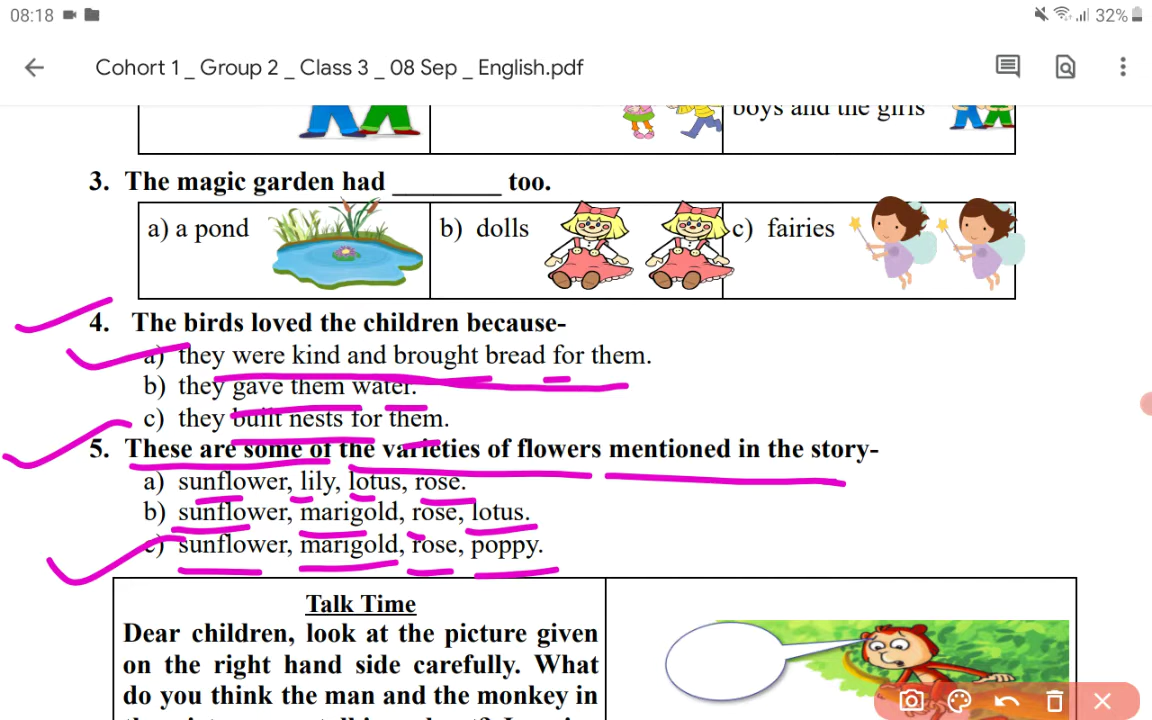 08:18 32%
Cohort 1 _ Group 2 _ Class 3 _ 08 Sep _ English.pdf
boys and the girls
3. The magic garden had ________ too.
a) a pond b) dolls c) fairies
4. The birds loved the children because-
a) they were kind and brought bread for them.
b) they gave them water.
c) they built nests for them.
5. These are some of the varieties of flowers mentioned in the story-
a) sunflower, lily, lotus, rose.
b) sunflower, marigold, rose, lotus.
c) sunflower, marigold, rose, poppy.
Talk Time
Dear children, look at the picture given
on the right hand side carefully. What
do you think the man and the monkey in